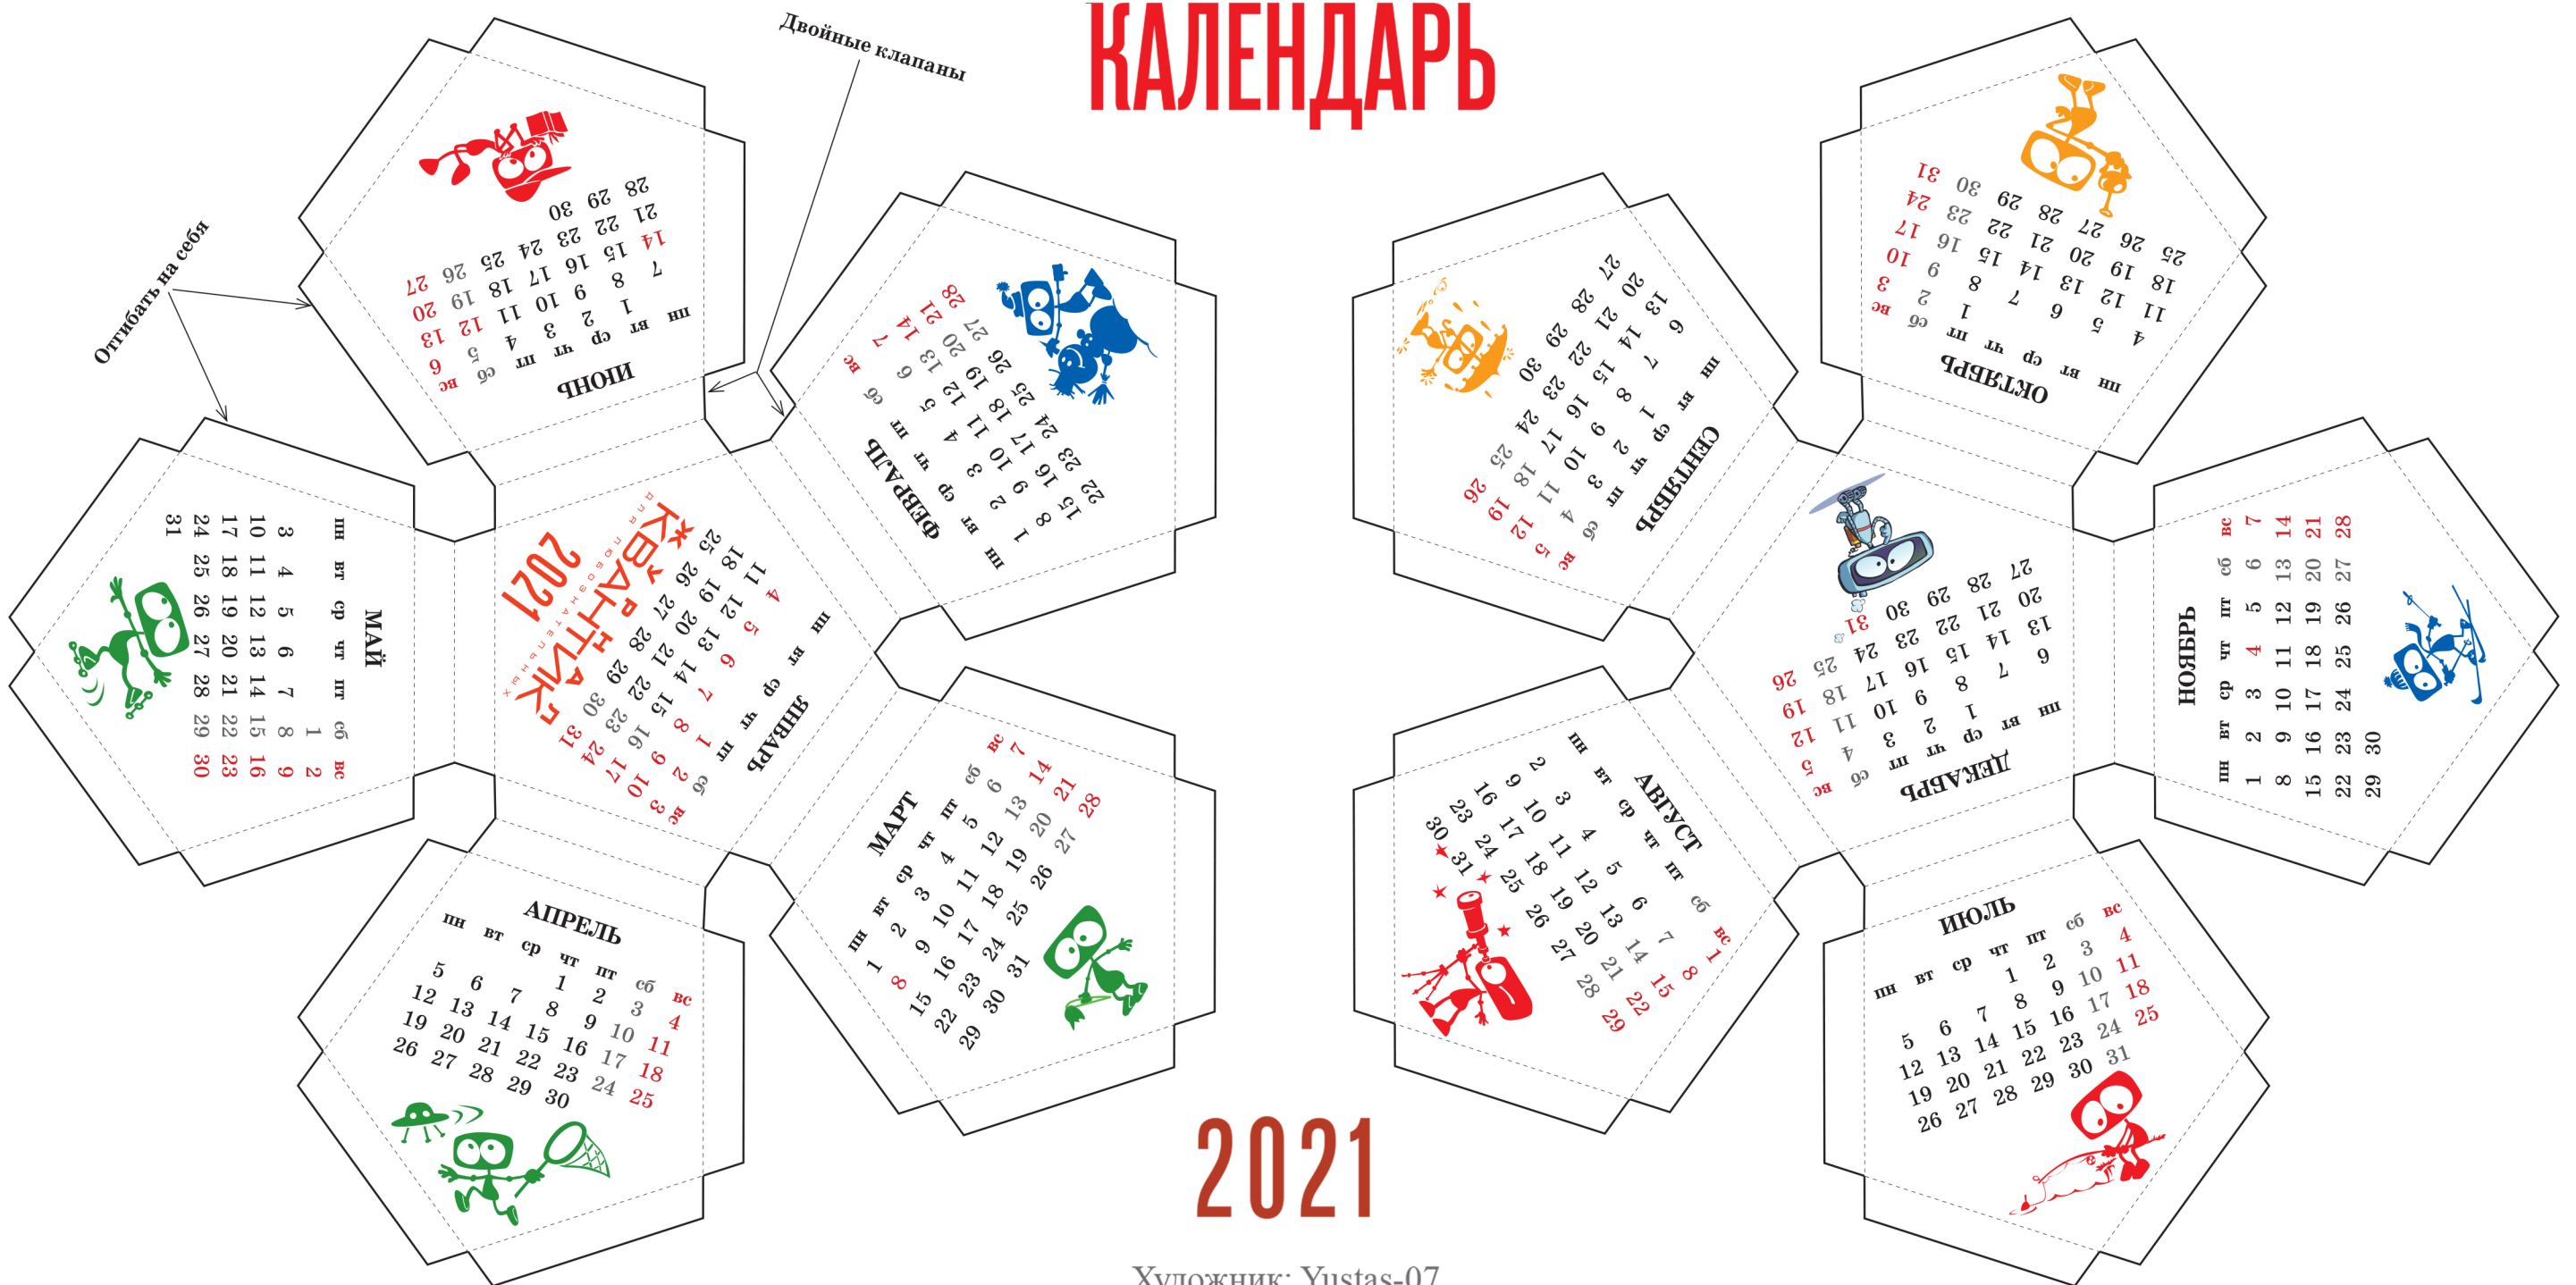 КАЛЕНДАРЬ
Двойные клапаны
Отгибать на себя
ИЮНЬ
пн вт ср чт пт сб вс
1 2 3 4 5 6
7 8 9 10 11 12 13
14 15 16 17 18 19 20
21 22 23 24 25 26 27
28 29 30
ФЕВРАЛЬ
пн вт ср чт пт сб вс
1 2 3 4 5 6 7
8 9 10 11 12 13 14
15 16 17 18 19 20 21
22 23 24 25 26 27 28
МАЙ
пн вт ср чт пт сб вс
1 2
3 4 5 6 7 8 9
10 11 12 13 14 15 16
17 18 19 20 21 22 23
24 25 26 27 28 29 30
31
ЯНВАРЬ
пн вт ср чт пт сб вс
1 2 3
4 5 6 7 8 9 10
11 12 13 14 15 16 17
18 19 20 21 22 23 24
25 26 27 28 29 30 31
ДЛЯ ЛЮБОЗНАТЕЛЬНЫХ
КВАНТИК
2021
МАРТ
пн вт ср чт пт сб вс
1 2 3 4 5 6 7
8 9 10 11 12 13 14
15 16 17 18 19 20 21
22 23 24 25 26 27 28
29 30 31
АПРЕЛЬ
пн вт ср чт пт сб вс
1 2 3 4
5 6 7 8 9 10 11
12 13 14 15 16 17 18
19 20 21 22 23 24 25
26 27 28 29 30
СЕНТЯБРЬ
пн вт ср чт пт сб вс
1 2 3 4 5
6 7 8 9 10 11 12
13 14 15 16 17 18 19
20 21 22 23 24 25 26
27 28 29 30
ОКТЯБРЬ
пн вт ср чт пт сб вс
1 2 3
4 5 6 7 8 9 10
11 12 13 14 15 16 17
18 19 20 21 22 23 24
25 26 27 28 29 30 31
ДЕКАБРЬ
пн вт ср чт пт сб вс
1 2 3 4 5
6 7 8 9 10 11 12
13 14 15 16 17 18 19
20 21 22 23 24 25 26
27 28 29 30 31
НОЯБРЬ
пн вт ср чт пт сб вс
1 2 3 4 5 6 7
8 9 10 11 12 13 14
15 16 17 18 19 20 21
22 23 24 25 26 27 28
29 30
АВГУСТ
пн вт ср чт пт сб вс
1
2 3 4 5 6 7 8
9 10 11 12 13 14 15
16 17 18 19 20 21 22
23 24 25 26 27 28 29
30 31
ИЮЛЬ
пн вт ср чт пт сб вс
1 2 3 4
5 6 7 8 9 10 11
12 13 14 15 16 17 18
19 20 21 22 23 24 25
26 27 28 29 30 31
2021
Художник: Yustas-07